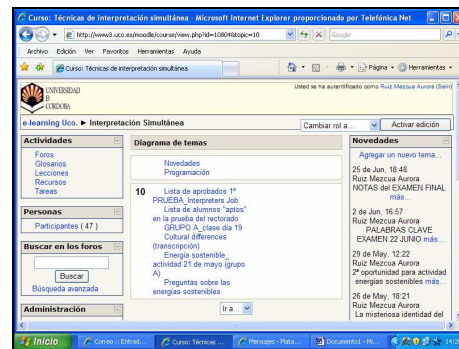 Curso: Técnicas de interpretación simultánea - Microsoft Internet Explorer proporcionado por Telefónica Net
http://www3.uco.es/moodle/course/view.php?id=10804&topic=10
Google
Archivo Edición Ver Favoritos Herramientas Ayuda
Curso: Técnicas de interpretación simultánea
Página Herramientas
UNIVERSIDAD
D
CORDOBA
Usted se ha autentificado como Ruiz Mezcua Aurora (Salir)
e-learning Uco. ► Interpretación Simultánea
Cambiar rol a...
Activar edición
Actividades
Foros
Glosarios
Lecciones
Recursos
Tareas
Personas
Participantes (47)
Buscar en los foros
Buscar
Búsqueda avanzada
Administración
Diagrama de temas
Novedades
Programación
10
Lista de aprobados 1ª
PRUEBA_Interpreters Job
Lista de alumnos "aptos"
en la prueba del rectorado
GRUPO A_clase día 19
Cultural differences
(transcripción)
Energía sostenible_
actividad 21 de mayo (grupo
A)
Preguntas sobre las
energías sostenibles
Ir a...
Novedades
Agregar un nuevo tema...
25 de Jun, 18:48
Ruiz Mezcua Aurora
NOTAS del EXAMEN FINAL
más...
2 de Jun, 16:57
Ruiz Mezcua Aurora
PALABRAS CLAVE
EXAMEN 22 JUNIO más...
29 de May, 12:22
Ruiz Mezcua Aurora
2ª oportunidad para actividad
energías sostenibles más...
26 de May, 18:21
Ruiz Mezcua Aurora
La misteriosa identidad del
Inicio
Correo :: Entrad...
Curso: Técnicas ...
Mensajes - Plata...
Documento1 - Mi...